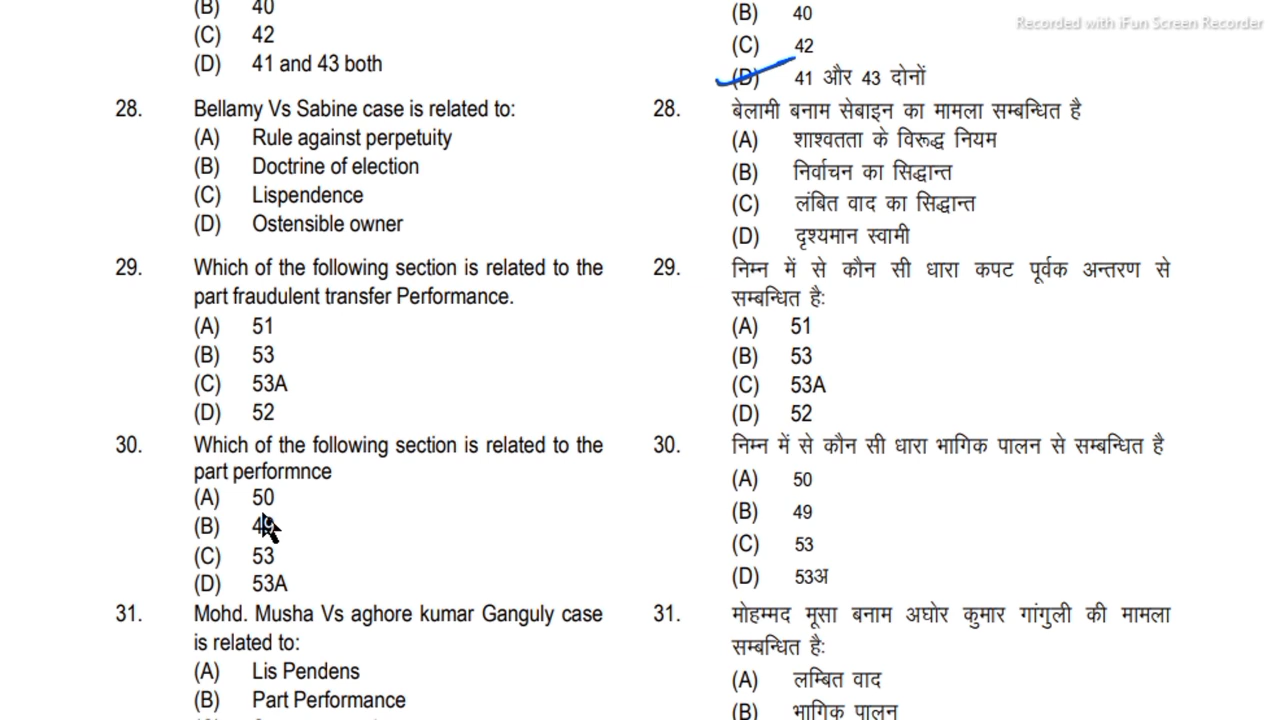 Recorded with iFun Screen Recorder
(B) 40
(C) 42
(D) 41 and 43 both
28. Bellamy Vs Sabine case is related to:
(A) Rule against perpetuity
(B) Doctrine of election
(C) Lispendence
(D) Ostensible owner
29. Which of the following section is related to the
part fraudulent transfer Performance.
(A) 51
(B) 53
(C) 53A
(D) 52
30. Which of the following section is related to the
part performnce
(A) 50
(B) 49
(C) 53
(D) 53A
31. Mohd. Musha Vs aghore kumar Ganguly case
is related to:
(A) Lis Pendens
(B) Part Performance
(B) 40
(C) 42
(D) 41 और 43 दोनों
28. बेलामी बनाम सेबाइन का मामला सम्बन्धित है
(A) शाश्वतता के विरूद्ध नियम
(B) निर्वाचन का सिद्धान्त
(C) लंबित वाद का सिद्धान्त
(D) दृश्यमान स्वामी
29. निम्न में से कौन सी धारा कपट पूर्वक अन्तरण से
सम्बन्धित है:
(A) 51
(B) 53
(C) 53A
(D) 52
30. निम्न में से कौन सी धारा भागिक पालन से सम्बन्धित है
(A) 50
(B) 49
(C) 53
(D) 53अ
31. मोहम्मद मूसा बनाम अघोर कुमार गांगुली की मामला
सम्बन्धित है:
(A) लम्बित वाद
(B) भागिक पालन